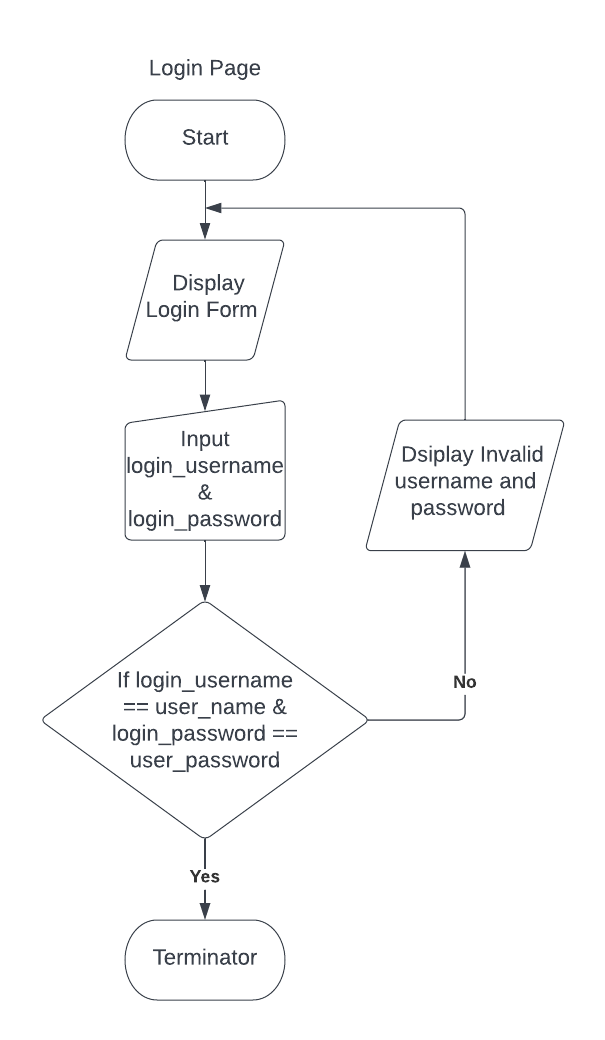 Login Page
Start
Display
Login Form
Input
login_username
&
login_password
Dsiplay Invalid
username and
password
If login_username
== user_name &
login_password ==
user_password
No
Yes
Terminator